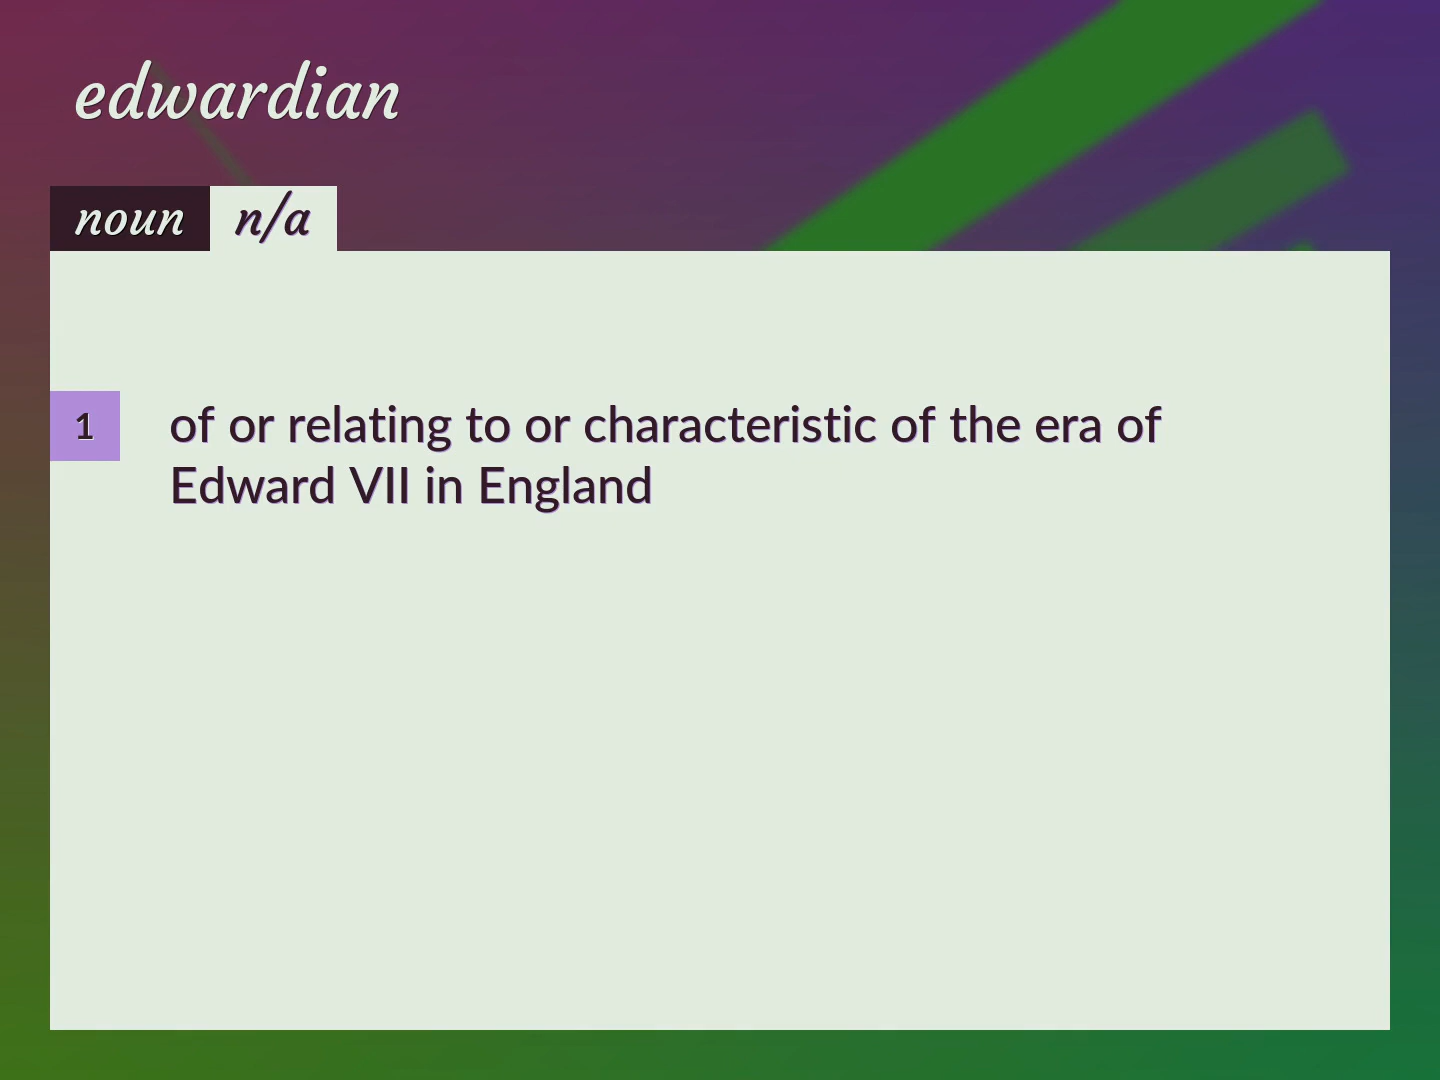 edwardian
noun n/a
1 of or relating to or characteristic of the era of
Edward VII in England